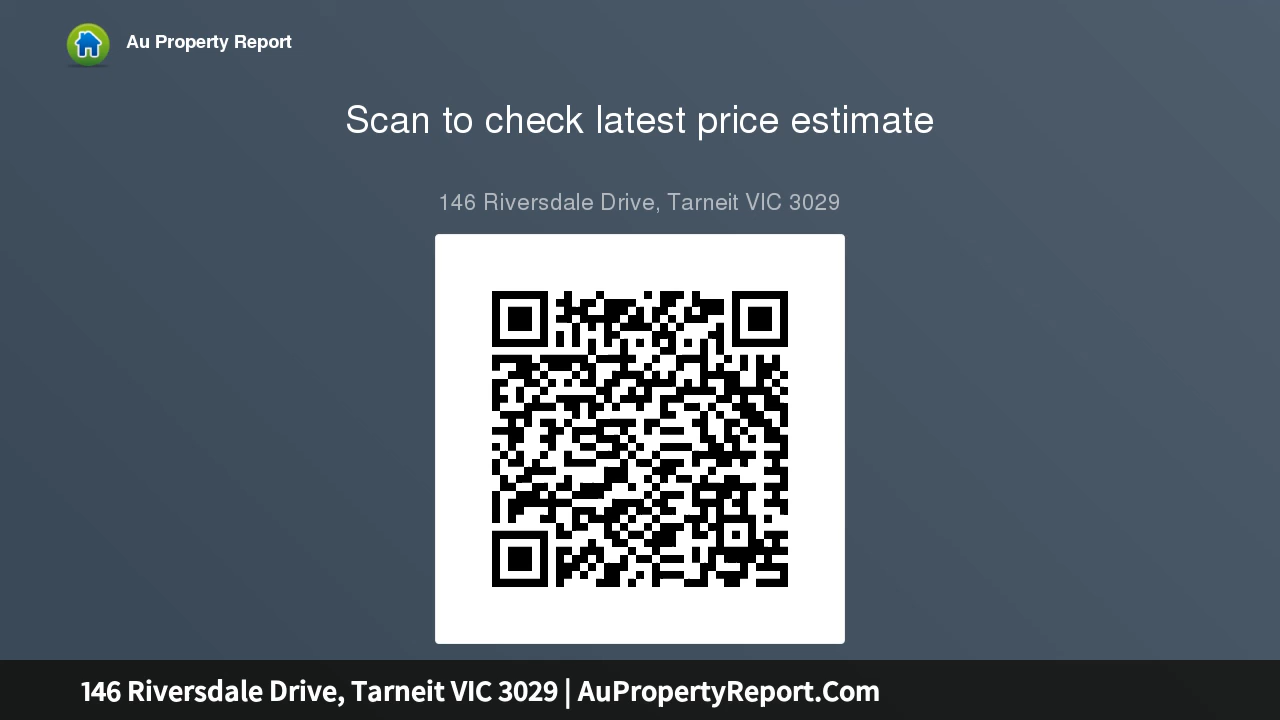 Au Property Report
Scan to check latest price estimate
146 Riversdale Drive, Tarneit VIC 3029
146 Riversdale Drive, Tarneit VIC 3029 | AuPropertyReport.Com